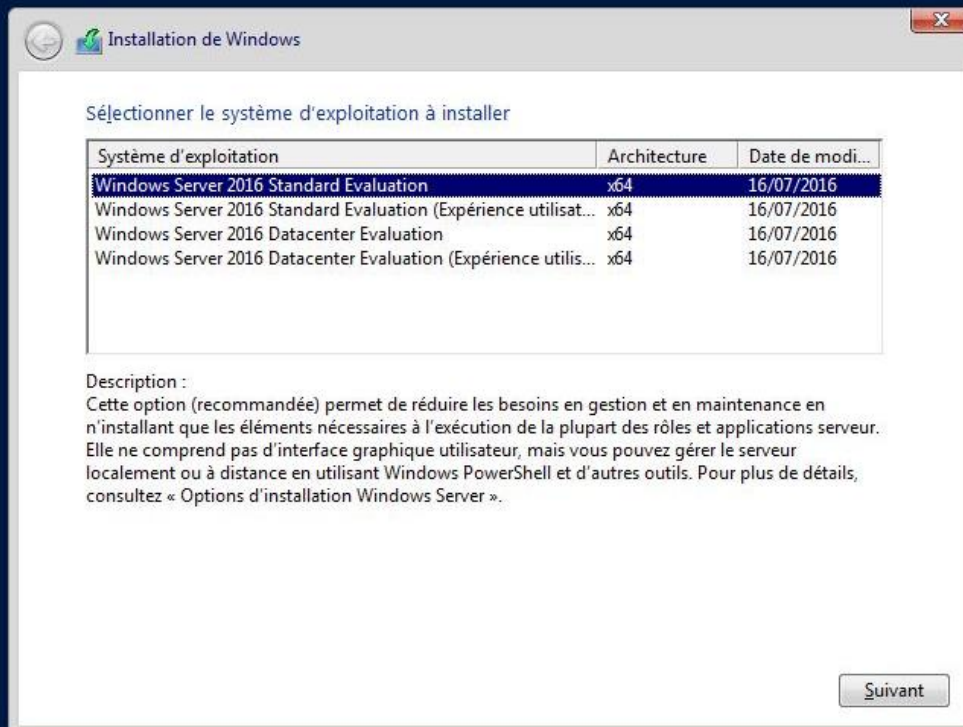 Installation de Windows
Sélectionner le système d'exploitation à installer
Système d'exploitation Architecture Date de modi...
Windows Server 2016 Standard Evaluation x64 16/07/2016
Windows Server 2016 Standard Evaluation (Expérience utilisat... x64 16/07/2016
Windows Server 2016 Datacenter Evaluation x64 16/07/2016
Windows Server 2016 Datacenter Evaluation (Expérience utilis... x64 16/07/2016
Description :
Cette option (recommandée) permet de réduire les besoins en gestion et en maintenance en
n'installant que les éléments nécessaires à l'exécution de la plupart des rôles et applications serveur.
Elle ne comprend pas d'interface graphique utilisateur, mais vous pouvez gérer le serveur
localement ou à distance en utilisant Windows PowerShell et d'autres outils. Pour plus de détails,
consultez « Options d'installation Windows Server ».
Suivant